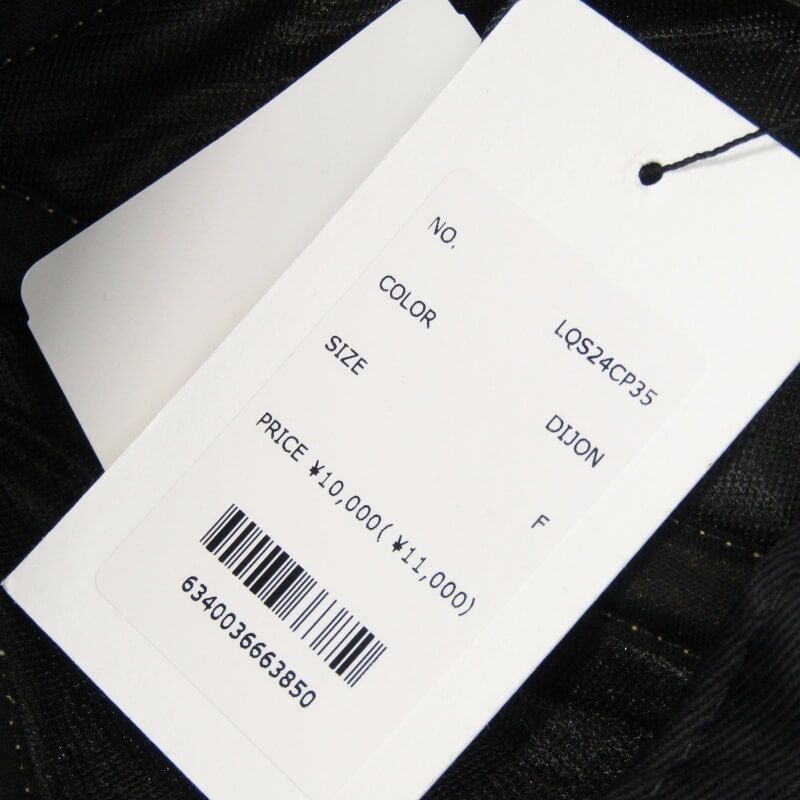 NO. LQS24CP35
COLOR DIJON
SIZE F
PRICE ¥10,000( ¥11,000)
6340036663850